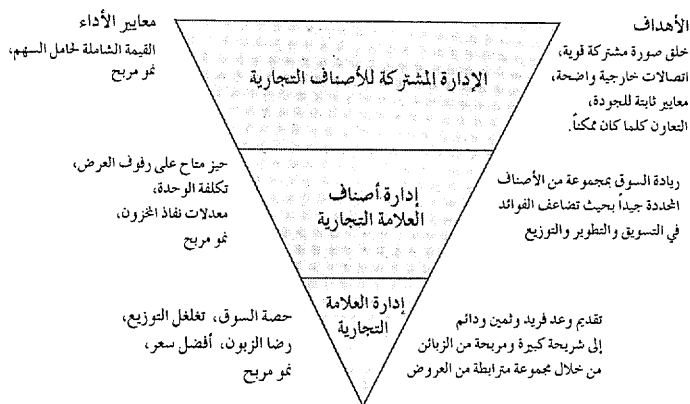 الأهداف
خلق صورة مشتركة قوية،
اتصالات خارجية واضحة،
معايير ثابتة للجودة،
التعاون كلما كان ممكناً.
الإدارة المشتركة للأصناف التجارية
معايير الأداء
القيمة الشاملة لحامل السهم،
نمو مربح
ريادة السوق بمجموعة من الأصناف
المحددة جيداً بحيث تضاعف الفوائد
في التسويق والتطوير والتوزيع
إدارة أصناف
العلامة التجارية
حيز متاح على رفوف العرض،
تكلفة الوحدة،
معدلات نفاذ المخزون،
نمو مربح
تقديم وعد فريد وثمين ودائم
إلى شريحة كبيرة ومربحة من الزبائن
من خلال مجموعة مترابطة من العروض
إدارة العلامة
التجارية
حصة السوق، تغلغل التوزيع،
رضا الزبون، أفضل سعر،
نمو مربح